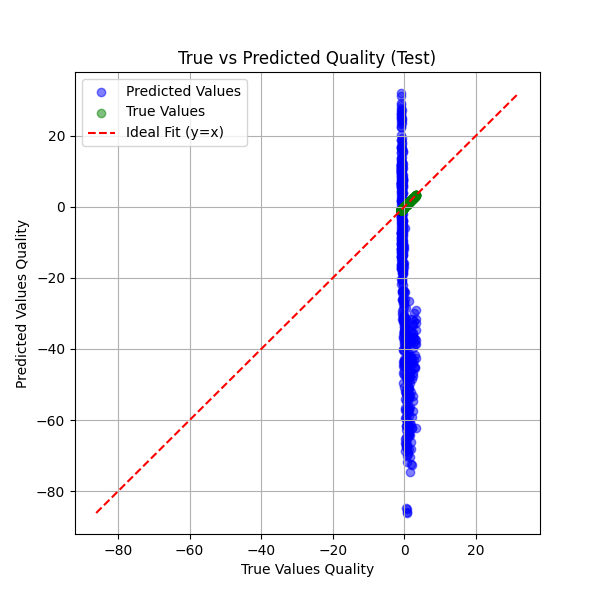 True vs Predicted Quality (Test)
Predicted Values
True Values
Ideal Fit (y=x)
Predicted Values Quality
20
0
−20
−40
−60
−80
−80
−60
−40
−20
0
20
True Values Quality